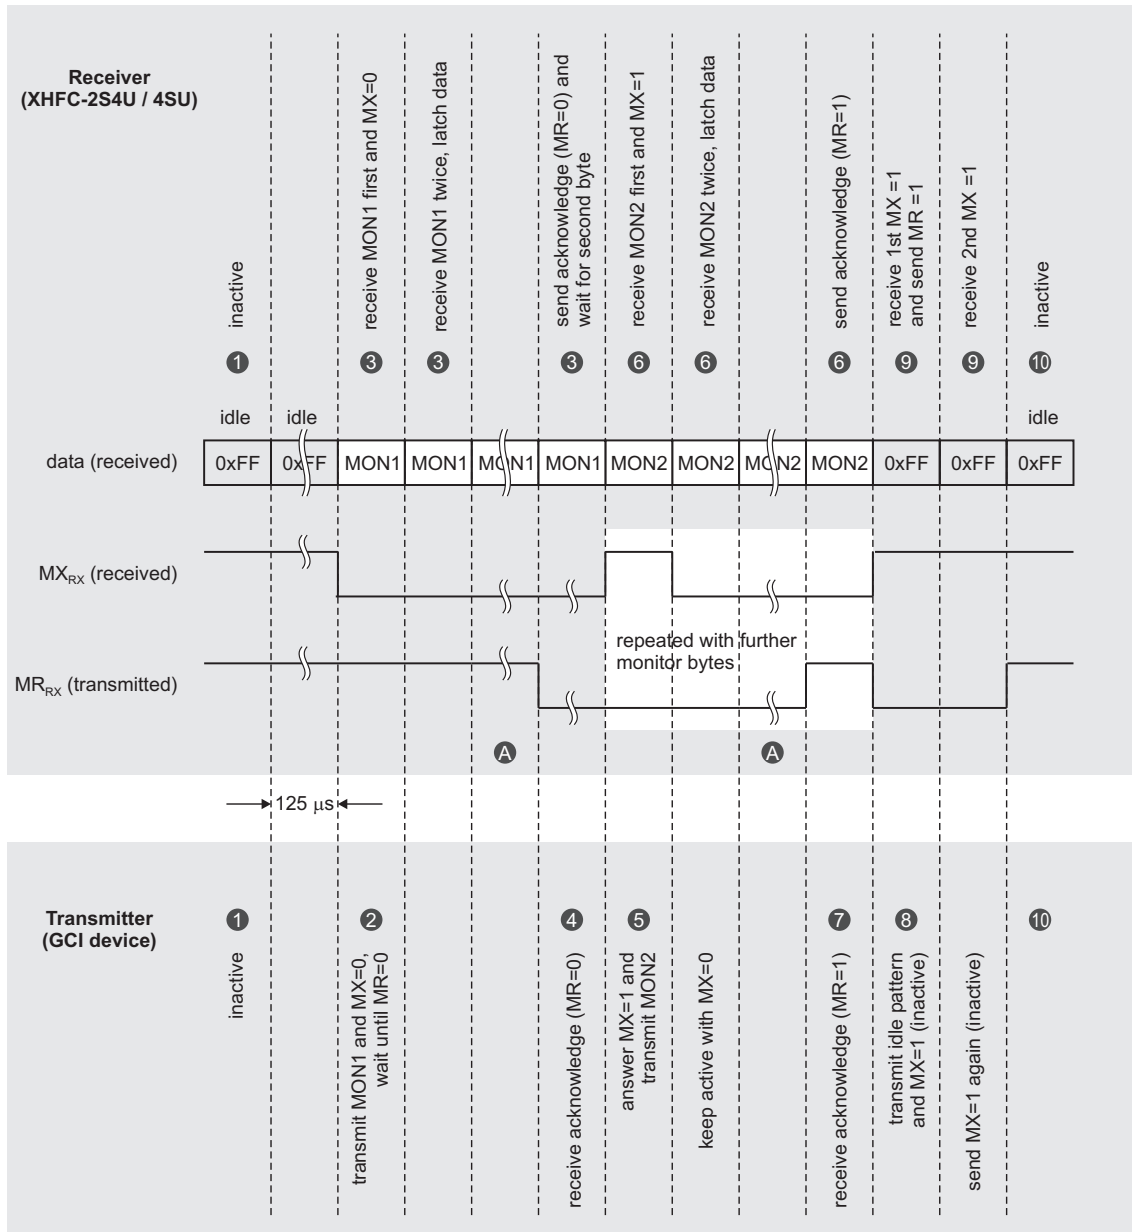 Receiver
(XHFC-2S4U / 4SU)
inactive
receive MON1 first and MX=0
receive MON1 twice, latch data
send acknowledge (MR=0) and
wait for second byte
receive MON2 first and MX=1
receive MON2 twice, latch data
send acknowledge (MR=1)
receive 1st MX =1
and send MR =1
receive 2nd MX =1
inactive
1 3 3 3 6 6 6 9 9 10
idle idle idle
data (received) 0xFF 0xFF MON1 MON1 MON1 MON1 MON2 MON2 MON2 MON2 0xFF 0xFF 0xFF
MXRX (received)
repeated with further
monitor bytes
MRRX (transmitted)
A A
125 μs
Transmitter
(GCI device)
1 2 4 5 7 8 10
inactive
transmit MON1 and MX=0,
wait until MR=0
receive acknowledge (MR=0)
answer MX=1 and
transmit MON2
keep active with MX=0
receive acknowledge (MR=1)
transmit idle pattern
and MX=1 (inactive)
send MX=1 again (inactive)